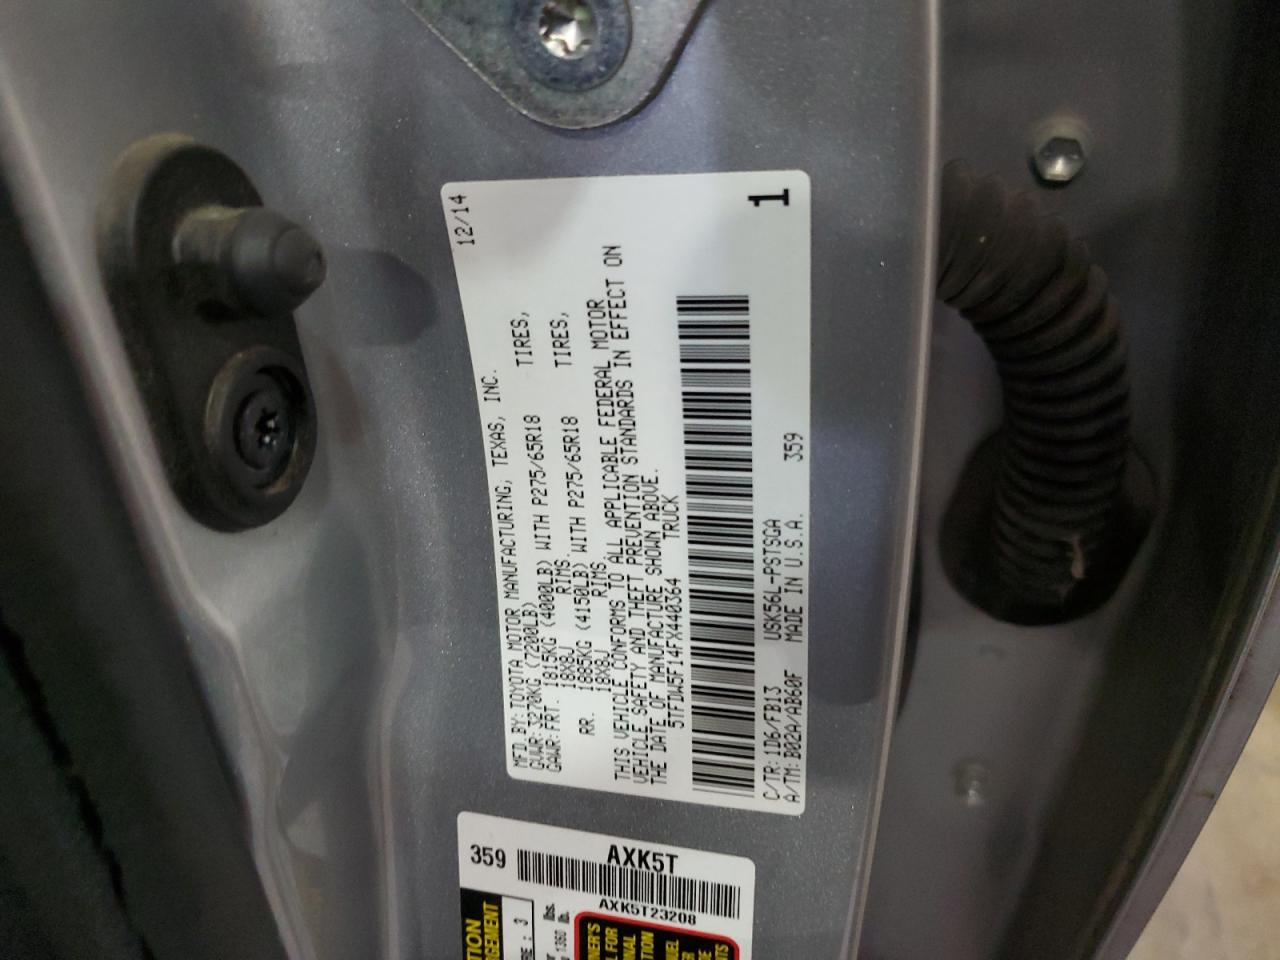 12/14
MFD BY: TOYOTA MOTOR MANUFACTURING, TEXAS, INC.
GVWR: 3270KG (7200LB)
GAWR: FRT. 1815KG (4000LB) WITH P275/65R18 TIRES,
18X8J RIMS.
RR. 1885KG (4150LB) WITH P275/65R18 TIRES,
18X8J RIMS.
THIS VEHICLE CONFORMS TO ALL APPLICABLE FEDERAL MOTOR
VEHICLE SAFETY AND THEFT PREVENTION STANDARDS IN EFFECT ON
THE DATE OF MANUFACTURE SHOWN ABOVE.
5TFDW5F14FX440364 TRUCK
C/TR: 1D6/FB13 USK56L-PSTSGA 359
A/TM: B02A/AB60F MADE IN U.S.A.
1
359
AXK5T
AXK5T23208